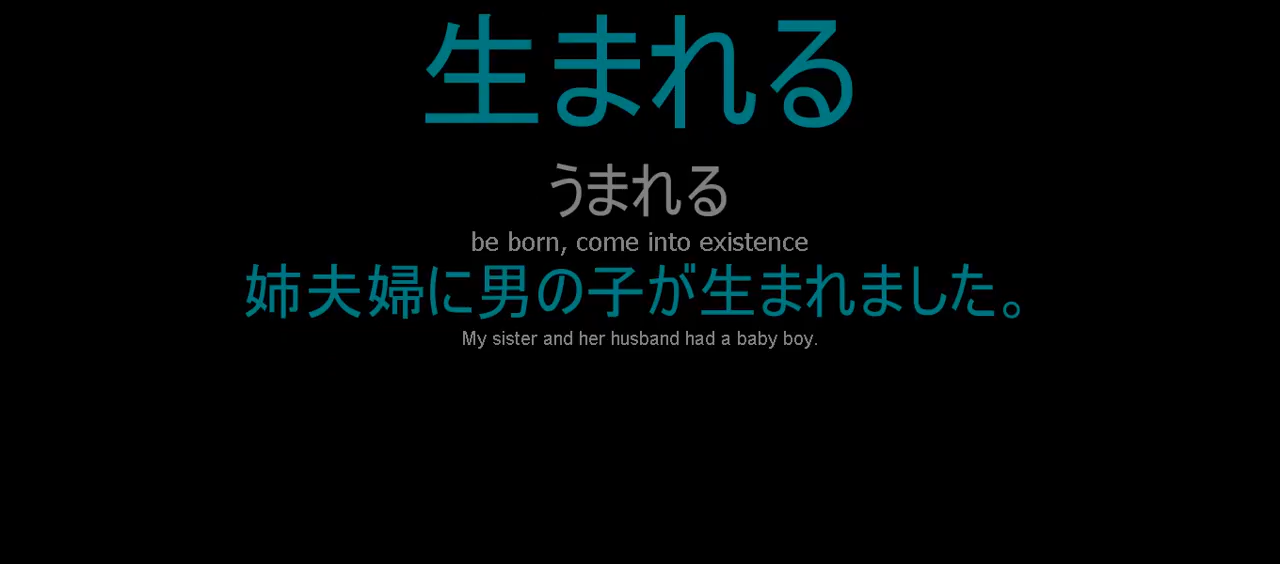 生まれる
うまれる
be born, come into existence
姉夫婦に男の子が生まれました。
My sister and her husband had a baby boy.